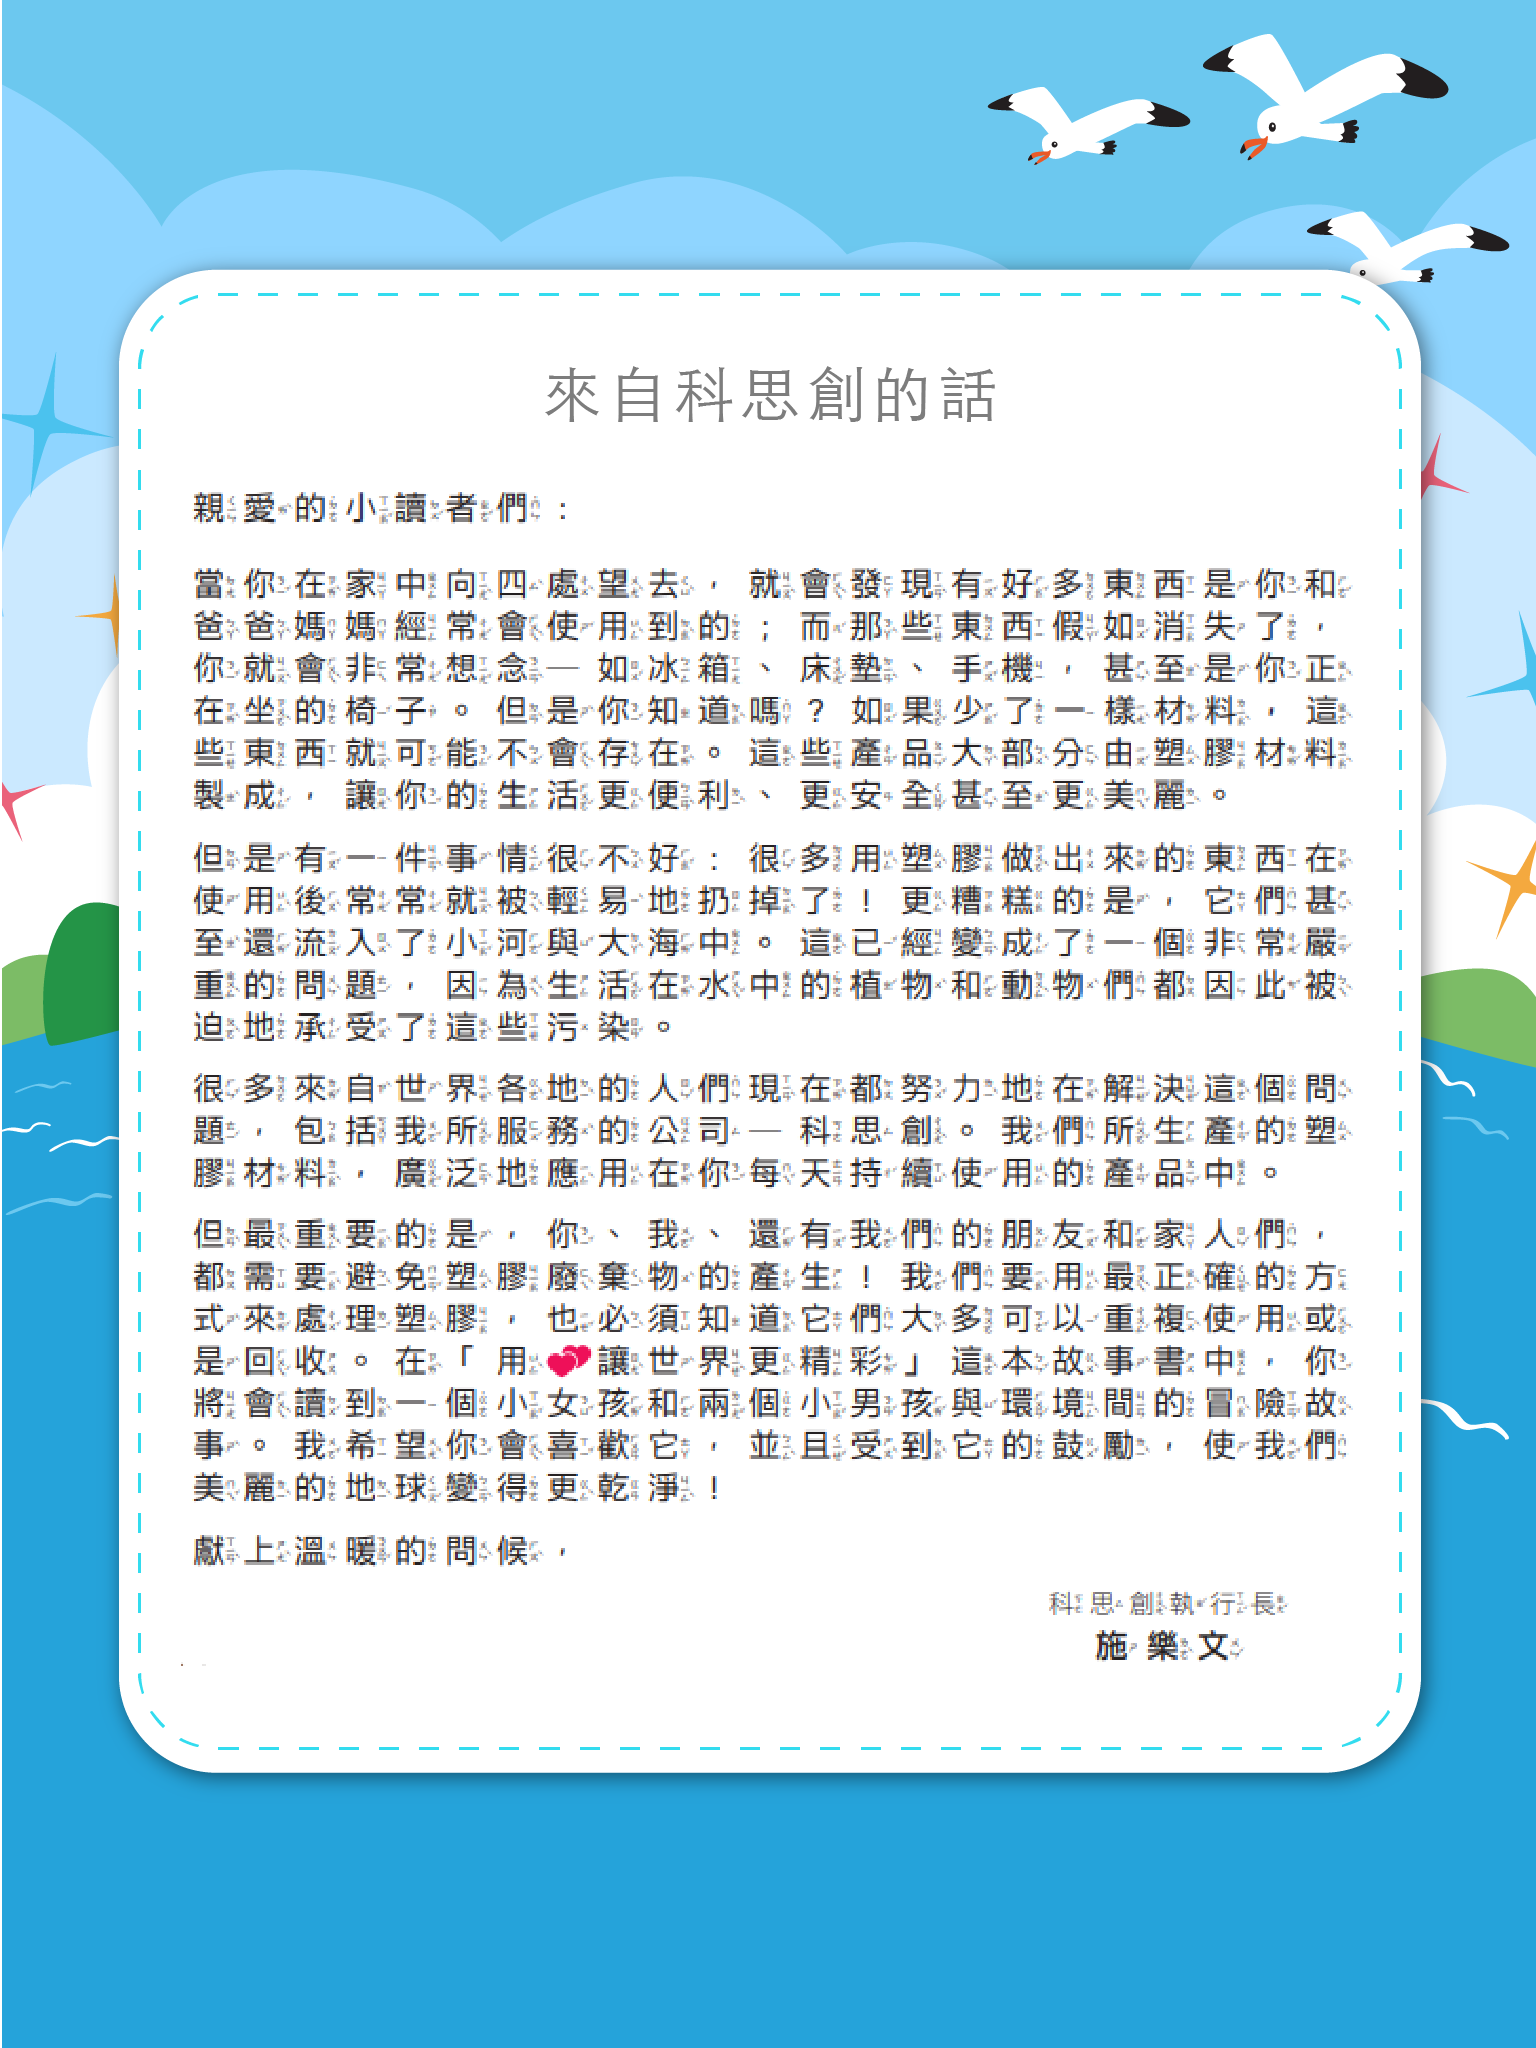 來自科思創的話
親愛的小讀者們：
當你在家中向四處望去，就會發現有好多東西是你和
爸爸媽媽經常會使用到的；而那些東西假如消失了，
你就會非常想念—如冰箱、床墊、手機，甚至是你正
在坐的椅子。但是你知道嗎？如果少了一樣材料，這
些東西就可能不會存在。這些產品大部分由塑膠材料
製成，讓你的生活更便利、更安全甚至更美麗。
但是有一件事情很不好：很多用塑膠做出來的東西在
使用後常常就被輕易地扔掉了！更糟糕的是，它們甚
至還流入了小河與大海中。這已經變成了一個非常嚴
重的問題，因為生活在水中的植物和動物們都因此被
迫地承受了這些污染。
很多來自世界各地的人們現在都努力地在解決這個問
題，包括我所服務的公司—科思創。我們所生產的塑
膠材料，廣泛地應用在你每天持續使用的產品中。
但最重要的是，你、我、還有我們的朋友和家人們，
都需要避免塑膠廢棄物的產生！我們要用最正確的方
式來處理塑膠，也必須知道它們大多可以重複使用或
是回收。在「用💕讓世界更精彩」這本故事書中，你
將會讀到一個小女孩和兩個小男孩與環境間的冒險故
事。我希望你會喜歡它，並且受到它的鼓勵，使我們
美麗的地球變得更乾淨！
獻上溫暖的問候，
科思創執行長
施樂文